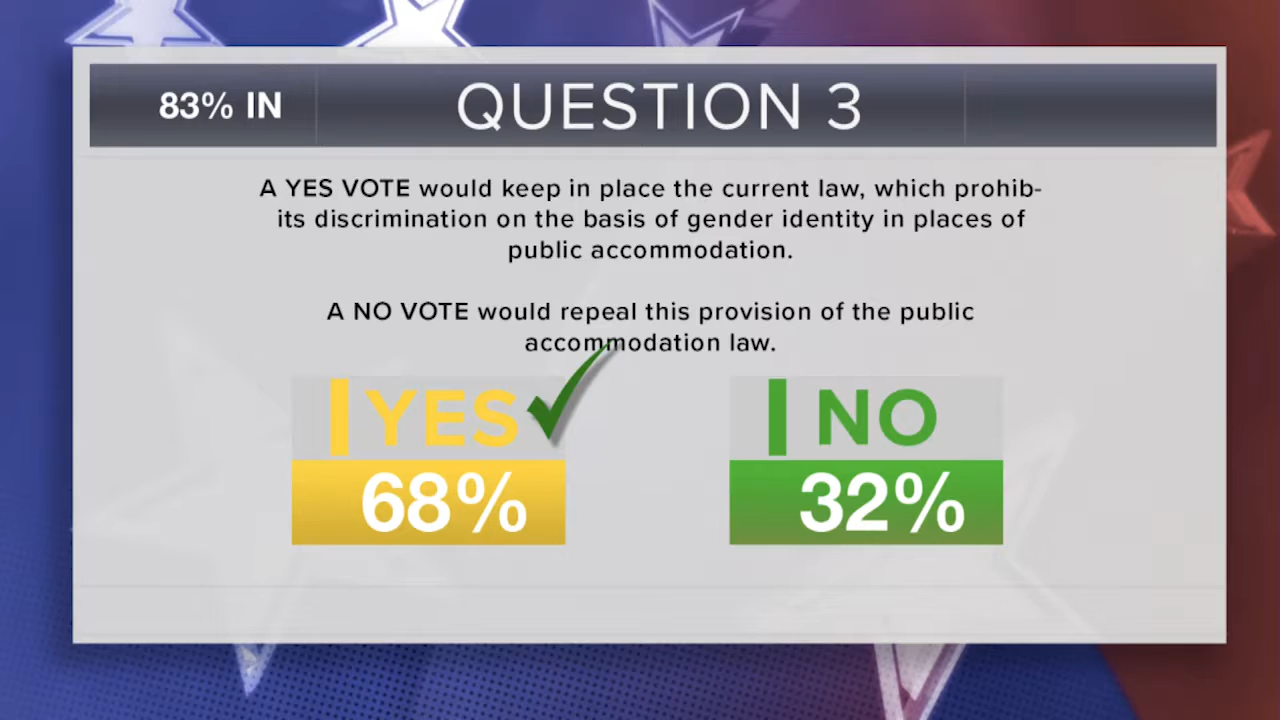 83% IN
QUESTION 3
A YES VOTE would keep in place the current law, which prohib-
its discrimination on the basis of gender identity in places of
public accommodation.
A NO VOTE would repeal this provision of the public
accommodation law.
YES
NO
68%
32%